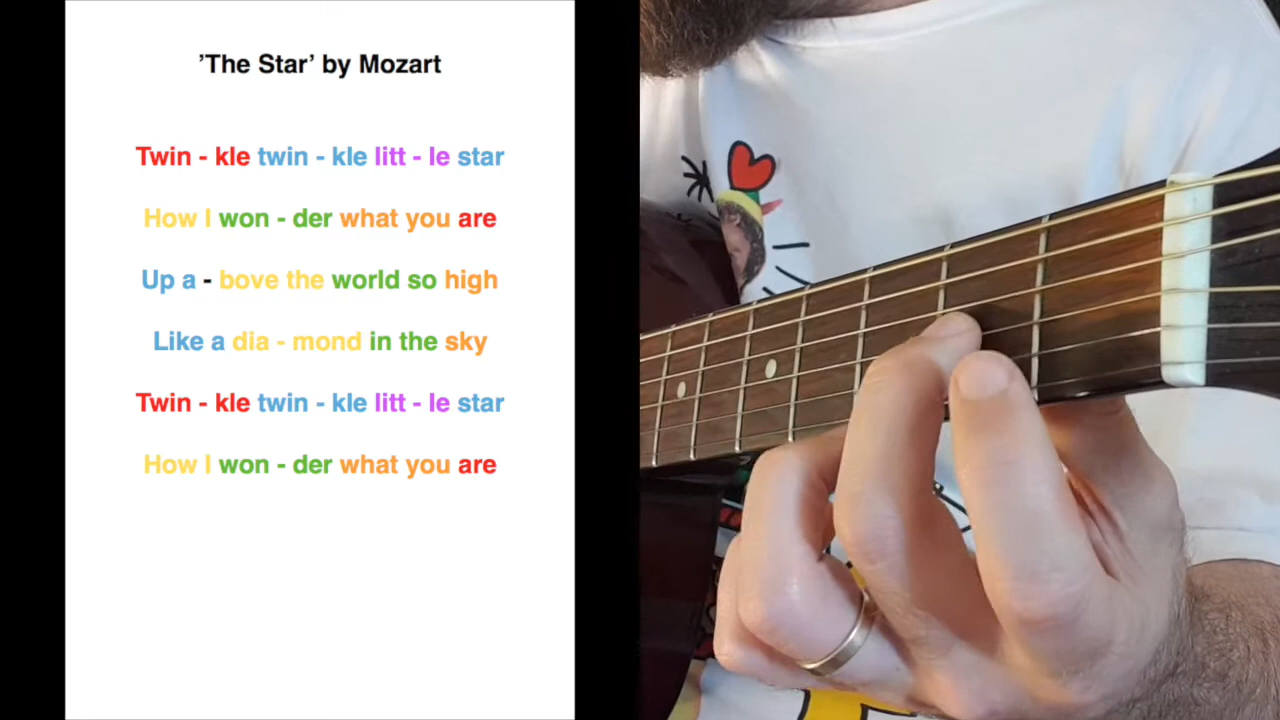 ’The Star’ by Mozart
Twin - kle twin - kle litt - le star
How I won - der what you are
Up a - bove the world so high
Like a dia - mond in the sky
Twin - kle twin - kle litt - le star
How I won - der what you are